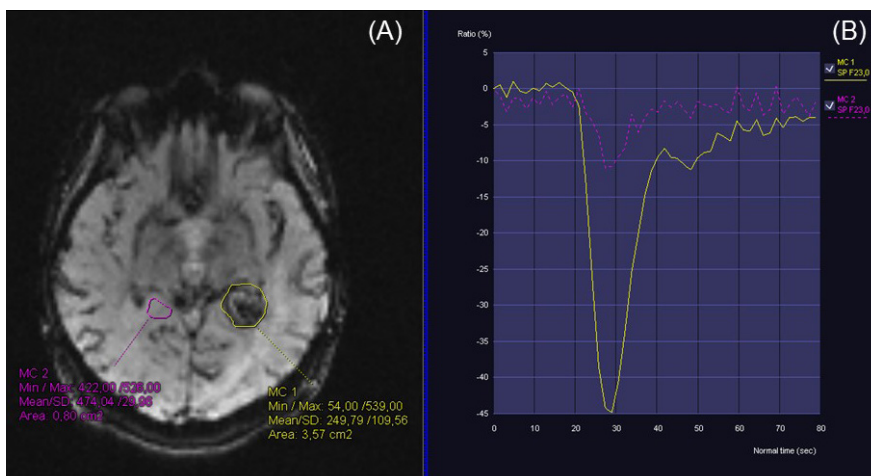 (A)
MC 2
Min / Max: 422,00 /538,00
Mean/SD: 474,04 /28,96
Area: 0,80 cm2
MC 1
Min / Max: 54,00 /539,00
Mean/SD: 249,79 /109,56
Area: 3,57 cm2
(B)
Ratio (%)
5
0
-5
-10
-15
-20
-25
-30
-35
-40
-45
0 10 20 30 40 50 60 70 80
Normal time (sec)
MC 1
SP F23,0
MC 2
SP F23,0